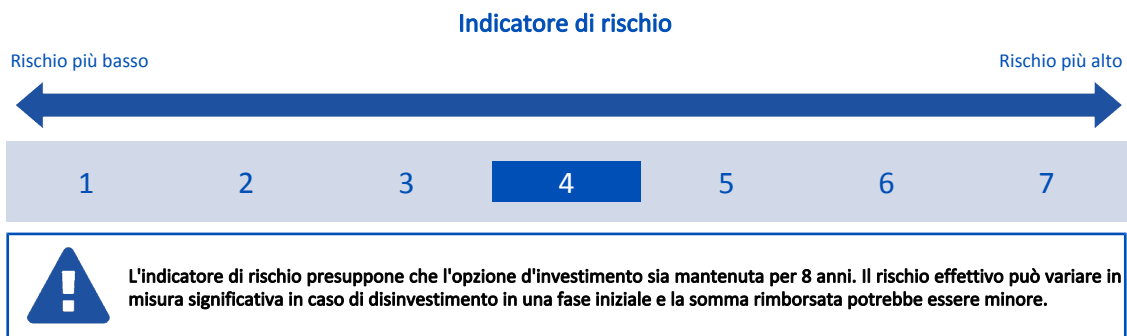 Indicatore di rischio
Rischio più basso
Rischio più alto
1 2 3 4 5 6 7
L'indicatore di rischio presuppone che l'opzione d'investimento sia mantenuta per 8 anni. Il rischio effettivo può variare in
misura significativa in caso di disinvestimento in una fase iniziale e la somma rimborsata potrebbe essere minore.